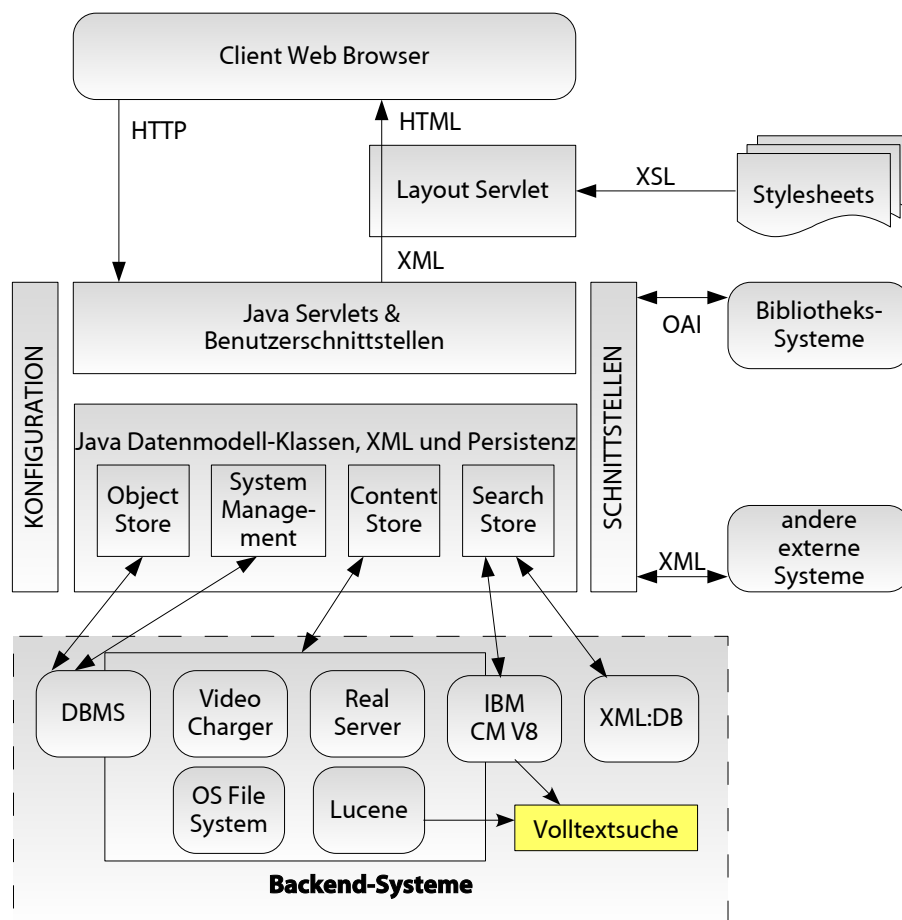 Client Web Browser
HTTP
HTML
Layout Servlet
XSL
Stylesheets
XML
KONFIGURATION
Java Servlets &
Benutzerschnittstellen
SCHNITTSTELLEN
OAI
Bibliotheks-
Systeme
Java Datenmodell-Klassen, XML und Persistenz
Object
Store
System
Manage-
ment
Content
Store
Search
Store
XML
andere
externe
Systeme
DBMS
Video
Charger
Real
Server
IBM
CM V8
XML:DB
OS File
System
Lucene
Volltextsuche
Backend-Systeme